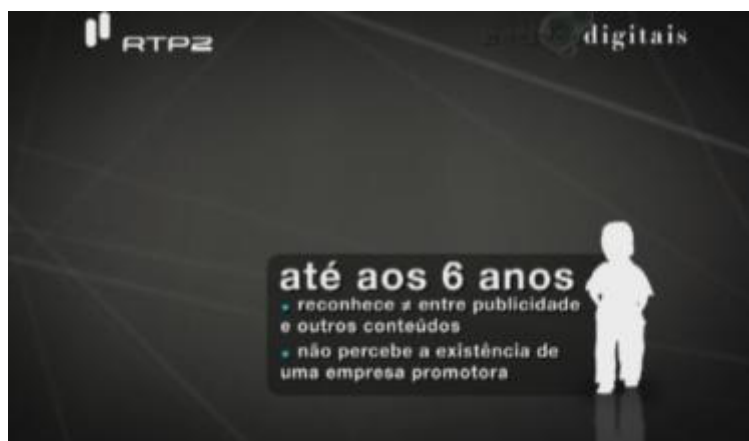 RTP2
digitais
até aos 6 anos
• reconhece ≠ entre publicidade
e outros conteúdos
• não percebe a existência de
uma empresa promotora